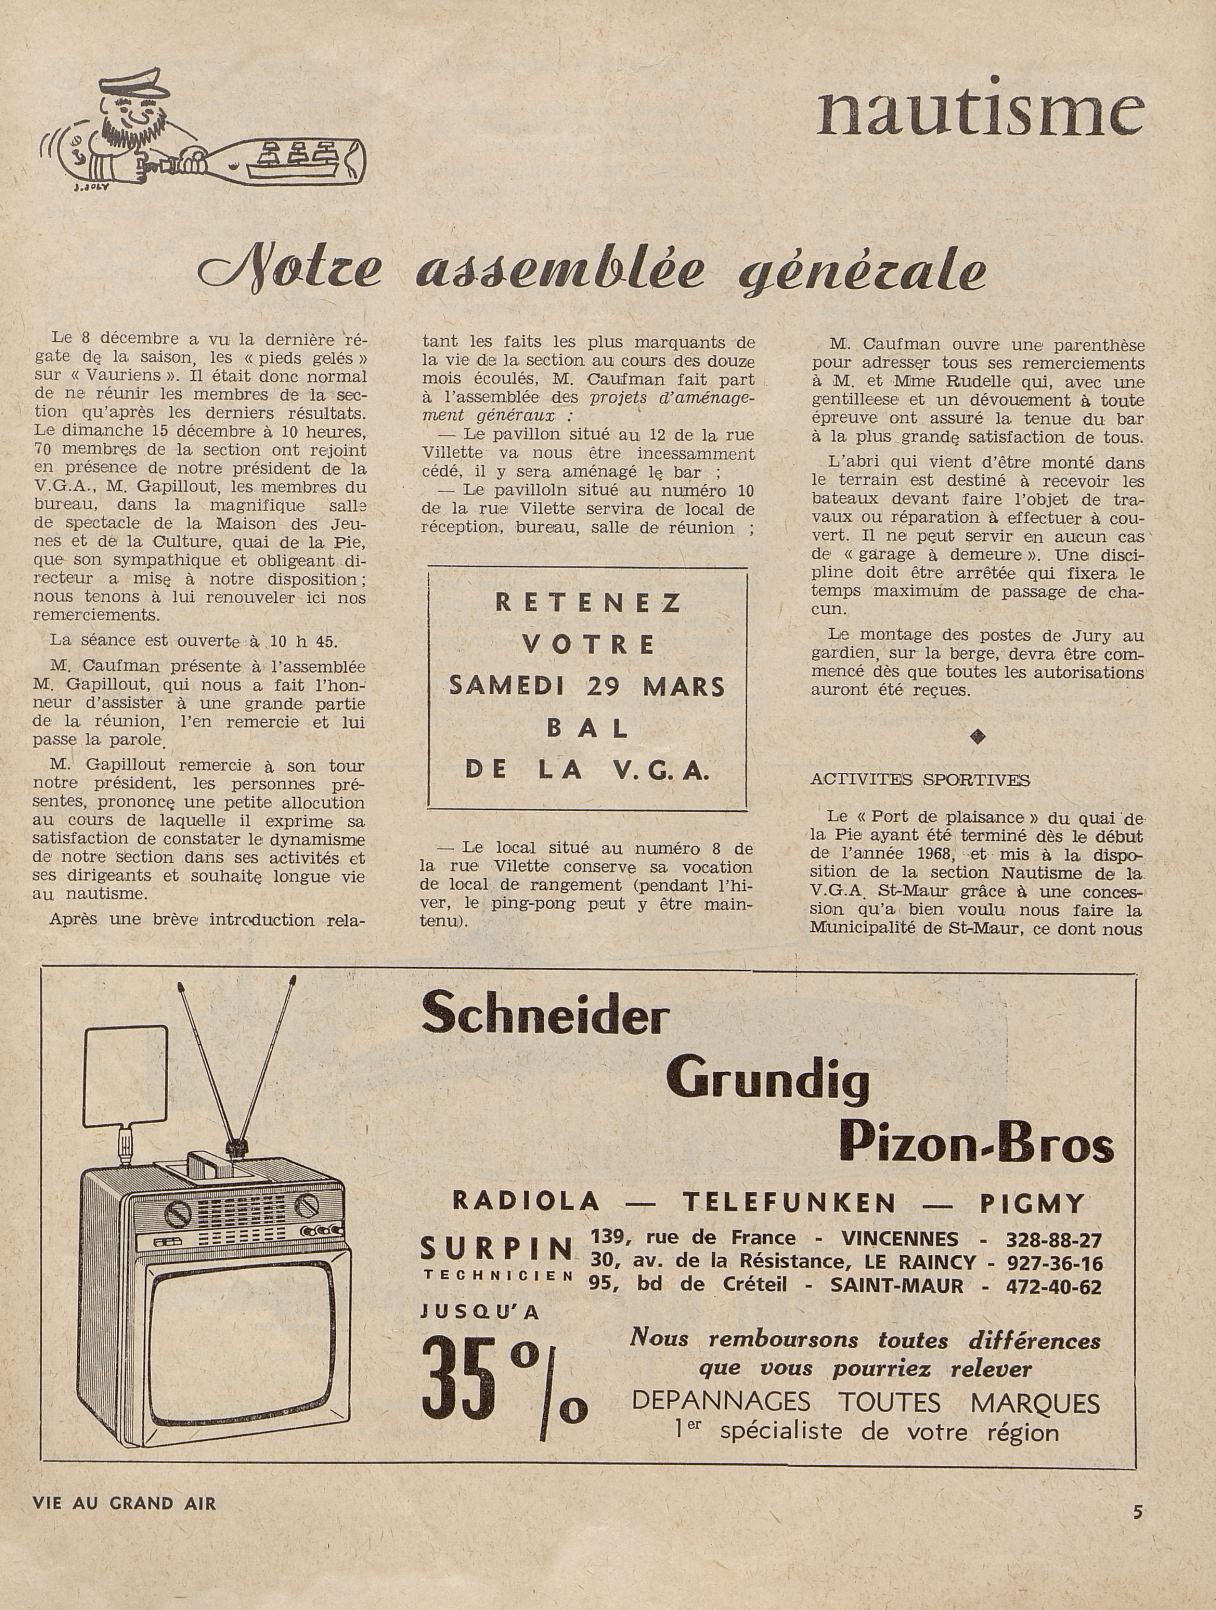 nautisme
J. JOLY
Notre assemblée générale
Le 8 décembre a vu la dernière ré-
gate de la saison, les « pieds gelés »
sur « Vauriens ». Il était donc normal
de ne réunir les membres de la sec-
tion qu'après les derniers résultats.
Le dimanche 15 décembre à 10 heures,
70 membres de la section ont rejoint
en présence de notre président de la
V.G.A., M. Gapillout, les membres du
bureau, dans la magnifique salle
de spectacle de la Maison des Jeu-
nes et de la Culture, quai de la Pie,
que son sympathique et obligeant di-
recteur a mise à notre disposition ;
nous tenons à lui renouveler ici nos
remerciements.
La séance est ouverte à 10 h 45.
M. Caufman présente à l'assemblée
M. Gapillout, qui nous a fait l'hon-
neur d'assister à une grande partie
de la réunion, l'en remercie et lui
passe la parole.
M. Gapillout remercie à son tour
notre président, les personnes pré-
sentes, prononce une petite allocution
au cours de laquelle il exprime sa
satisfaction de constater le dynamisme
de notre section dans ses activités et
ses dirigeants et souhaite longue vie
au nautisme.
Après une brève introduction rela-
tant les faits les plus marquants de
la vie de la section au cours des douze
mois écoulés, M. Caufman fait part
à l'assemblée des projets d'aménage-
ment généraux :
— Le pavillon situé au 12 de la rue
Villette va nous être incessamment
cédé, il y sera aménagé le bar ;
— Le pavilloln situé au numéro 10
de la rue Vilette servira de local de
réception, bureau, salle de réunion ;
RETENEZ
VOTRE
SAMEDI 29 MARS
BAL
DE LA V.G.A.
— Le local situé au numéro 8 de
la rue Vilette conserve sa vocation
de local de rangement (pendant l'hi-
ver, le ping-pong peut y être main-
tenu).
M. Caufman ouvre une parenthèse
pour adresser tous ses remerciements
à M. et Mme Rudelle qui, avec une
gentilleese et un dévouement à toute
épreuve ont assuré la tenue du bar
à la plus grande satisfaction de tous.
L'abri qui vient d'être monté dans
le terrain est destiné à recevoir les
bateaux devant faire l'objet de tra-
vaux ou réparation à effectuer à cou-
vert. Il ne peut servir en aucun cas
de « garage à demeure ». Une disci-
pline doit être arrêtée qui fixera le
temps maximum de passage de cha-
cun.
Le montage des postes de Jury au
gardien, sur la berge, devra être com-
mencé dès que toutes les autorisations
auront été reçues.
ACTIVITES SPORTIVES
Le « Port de plaisance » du quai de
la Pie ayant été terminé dès le début
de l'année 1968, et mis à la dispo-
sition de la section Nautisme de la
V.G.A. St-Maur grâce à une conces-
sion qu'a bien voulu nous faire la
Municipalité de St-Maur, ce dont nous
Schneider
Grundig
Pizon-Bros
RADIOLA — TELEFUNKEN — PIGMY
SURPIN
TECHNICIEN
139, rue de France - VINCENNES - 328-88-27
30, av. de la Résistance, LE RAINCY - 927-36-16
95, bd de Créteil - SAINT-MAUR - 472-40-62
JUSQU'A
35 %
Nous remboursons toutes différences
que vous pourriez relever
DEPANNAGES TOUTES MARQUES
1er spécialiste de votre région
VIE AU GRAND AIR
5